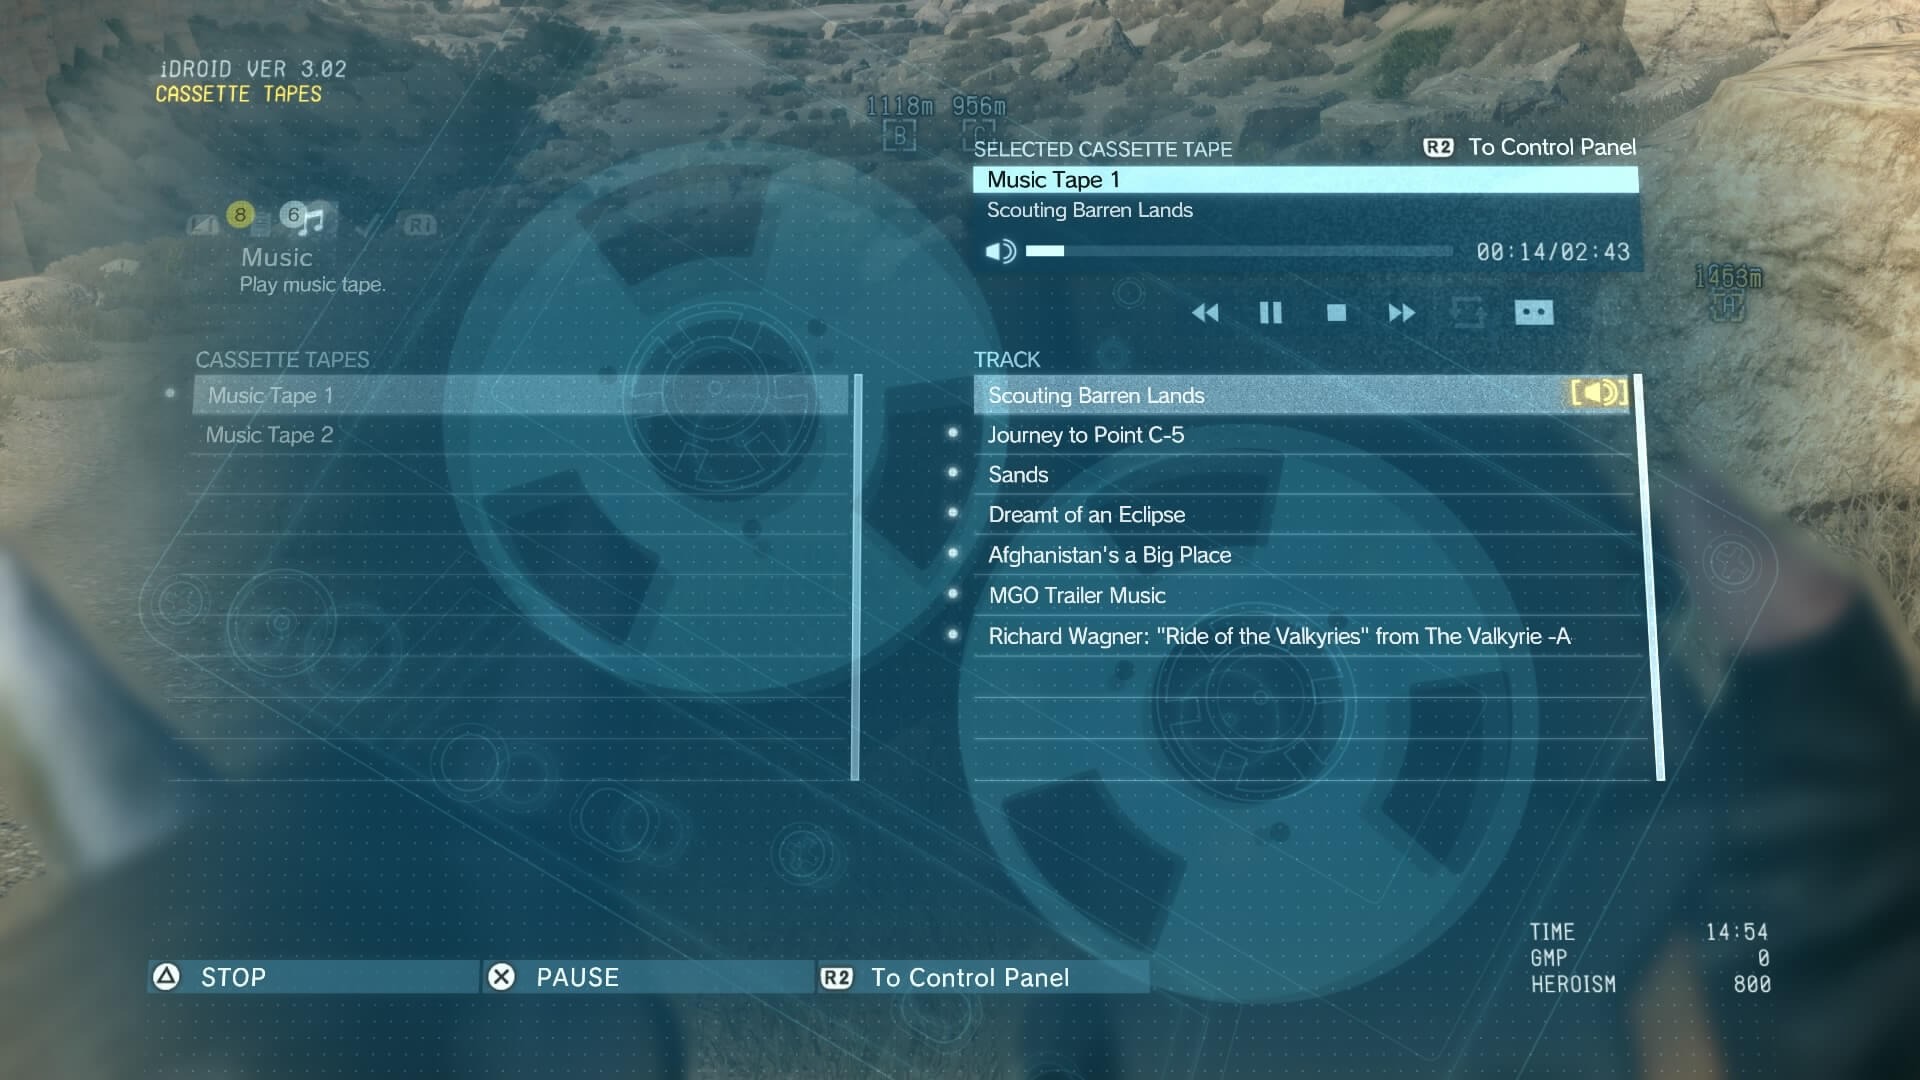 iDROID VER 3.02
CASSETTE TAPES
1118m 956m
B C
SELECTED CASSETTE TAPE
R2 To Control Panel
Music Tape 1
Scouting Barren Lands
00:14/02:43
8 6
R1
Music
Play music tape.
1453m
A
CASSETTE TAPES
Music Tape 1
Music Tape 2
TRACK
Scouting Barren Lands
Journey to Point C-5
Sands
Dreamt of an Eclipse
Afghanistan's a Big Place
MGO Trailer Music
Richard Wagner: "Ride of the Valkyries" from The Valkyrie -A
TIME 14:54
GMP 0
HEROISM 800
STOP
PAUSE
R2 To Control Panel